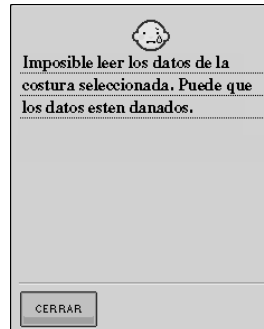 Imposible leer los datos de la
costura seleccionada. Puede que
los datos esten danados.
CERRAR